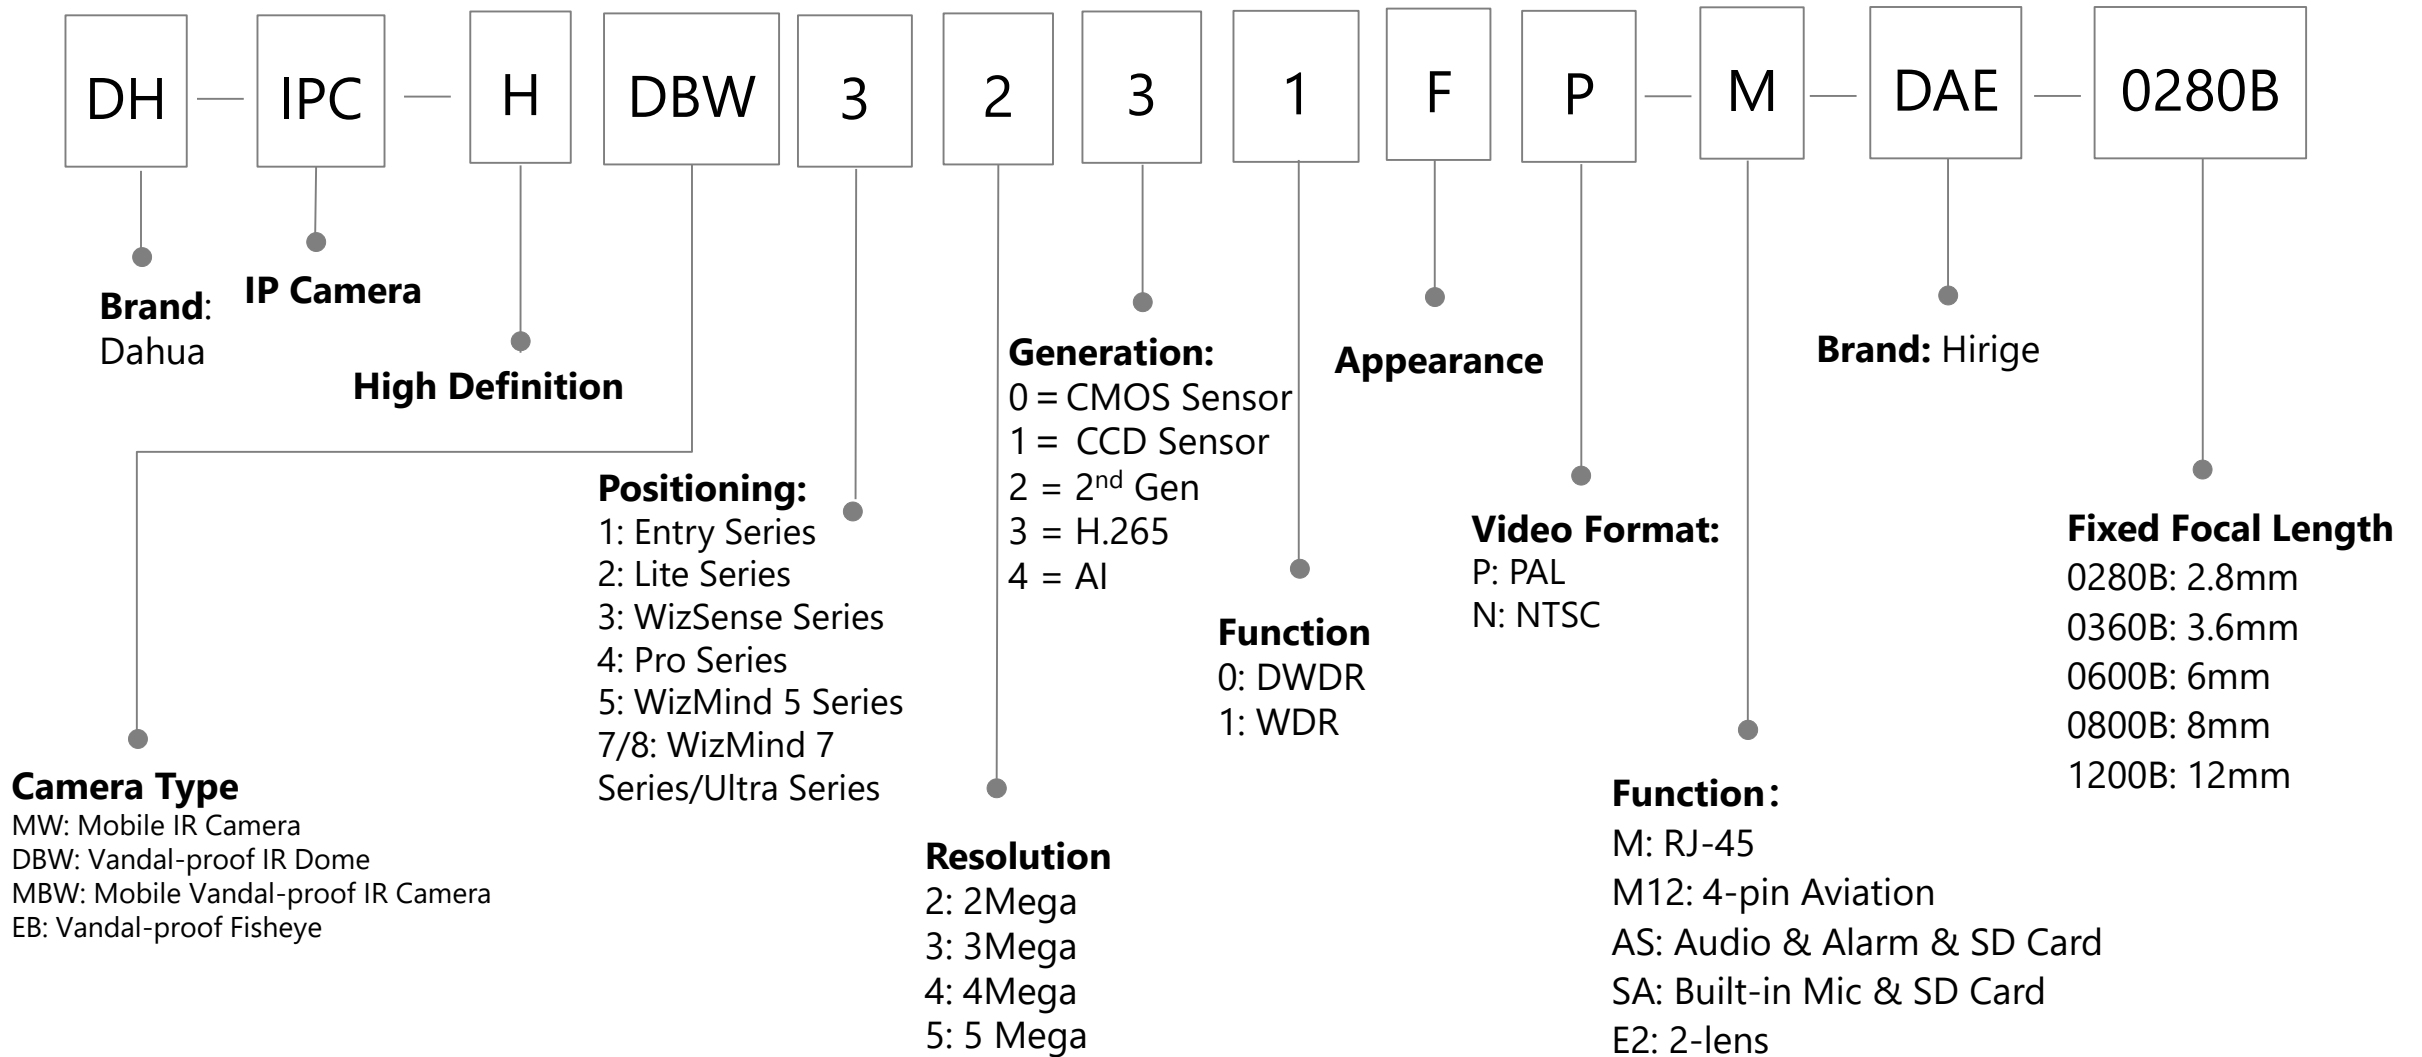 DH — IPC — H DBW 3 2 3 1 F P — M — DAE — 0280B
Brand:
Dahua
IP Camera
High Definition
Camera Type
MW: Mobile IR Camera
DBW: Vandal-proof IR Dome
MBW: Mobile Vandal-proof IR Camera
EB: Vandal-proof Fisheye
Positioning:
1: Entry Series
2: Lite Series
3: WizSense Series
4: Pro Series
5: WizMind 5 Series
7/8: WizMind 7
Series/Ultra Series
Resolution
2: 2Mega
3: 3Mega
4: 4Mega
5: 5 Mega
Generation:
0 = CMOS Sensor
1 = CCD Sensor
2 = 2nd Gen
3 = H.265
4 = AI
Function
0: DWDR
1: WDR
Appearance
Video Format:
P: PAL
N: NTSC
Function：
M: RJ-45
M12: 4-pin Aviation
AS: Audio & Alarm & SD Card
SA: Built-in Mic & SD Card
E2: 2-lens
Brand: Hirige
Fixed Focal Length
0280B: 2.8mm
0360B: 3.6mm
0600B: 6mm
0800B: 8mm
1200B: 12mm